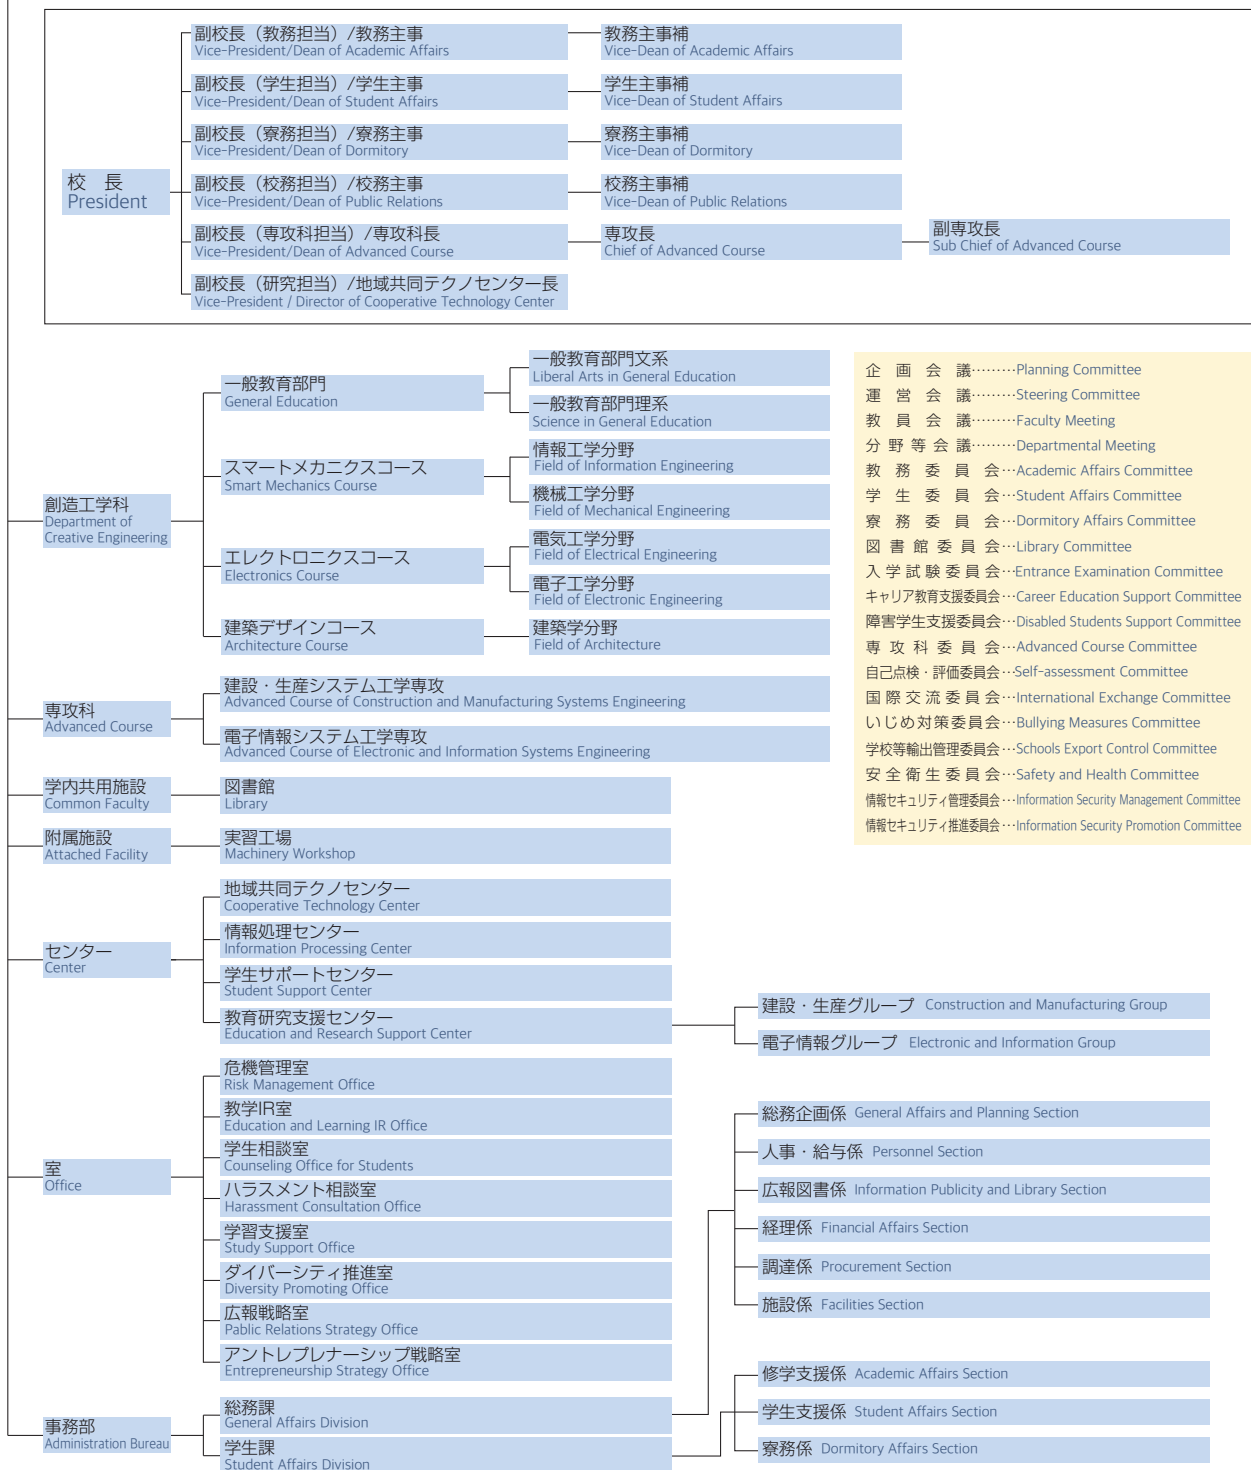 校　長
President
副校長（教務担当）/教務主事
Vice-President/Dean of Academic Affairs
教務主事補
Vice-Dean of Academic Affairs
副校長（学生担当）/学生主事
Vice-President/Dean of Student Affairs
学生主事補
Vice-Dean of Student Affairs
副校長（寮務担当）/寮務主事
Vice-President/Dean of Dormitory
寮務主事補
Vice-Dean of Dormitory
副校長（校務担当）/校務主事
Vice-President/Dean of Public Relations
校務主事補
Vice-Dean of Public Relations
副校長（専攻科担当）/専攻科長
Vice-President/Dean of Advanced Course
専攻長
Chief of Advanced Course
副専攻長
Sub Chief of Advanced Course
副校長（研究担当）/地域共同テクノセンター長
Vice-President / Director of Cooperative Technology Center
創造工学科
Department of
Creative Engineering
一般教育部門
General Education
一般教育部門文系
Liberal Arts in General Education
一般教育部門理系
Science in General Education
スマートメカニクスコース
Smart Mechanics Course
情報工学分野
Field of Information Engineering
機械工学分野
Field of Mechanical Engineering
エレクトロニクスコース
Electronics Course
電気工学分野
Field of Electrical Engineering
電子工学分野
Field of Electronic Engineering
建築デザインコース
Architecture Course
建築学分野
Field of Architecture
専攻科
Advanced Course
建設・生産システム工学専攻
Advanced Course of Construction and Manufacturing Systems Engineering
電子情報システム工学専攻
Advanced Course of Electronic and Information Systems Engineering
学内共用施設
Common Faculty
図書館
Library
附属施設
Attached Facility
実習工場
Machinery Workshop
センター
Center
地域共同テクノセンター
Cooperative Technology Center
情報処理センター
Information Processing Center
学生サポートセンター
Student Support Center
教育研究支援センター
Education and Research Support Center
建設・生産グループ Construction and Manufacturing Group
電子情報グループ Electronic and Information Group
室
Office
危機管理室
Risk Management Office
教学IR室
Education and Learning IR Office
学生相談室
Counseling Office for Students
ハラスメント相談室
Harassment Consultation Office
学習支援室
Study Support Office
ダイバーシティ推進室
Diversity Promoting Office
広報戦略室
Pablic Relations Strategy Office
アントレプレナーシップ戦略室
Entrepreneurship Strategy Office
事務部
Administration Bureau
総務課
General Affairs Division
総務企画係 General Affairs and Planning Section
人事・給与係 Personnel Section
広報図書係 Information Publicity and Library Section
経理係 Financial Affairs Section
調達係 Procurement Section
施設係 Facilities Section
学生課
Student Affairs Division
修学支援係 Academic Affairs Section
学生支援係 Student Affairs Section
寮務係 Dormitory Affairs Section
企画会議………Planning Committee
運営会議………Steering Committee
教員会議………Faculty Meeting
分野等会議………Departmental Meeting
教務委員会…Academic Affairs Committee
学生委員会…Student Affairs Committee
寮務委員会…Dormitory Affairs Committee
図書館委員会…Library Committee
入学試験委員会…Entrance Examination Committee
キャリア教育支援委員会…Career Education Support Committee
障害学生支援委員会…Disabled Students Support Committee
専攻科委員会…Advanced Course Committee
自己点検・評価委員会…Self-assessment Committee
国際交流委員会…International Exchange Committee
いじめ対策委員会…Bullying Measures Committee
学校等輸出管理委員会…Schools Export Control Committee
安全衛生委員会…Safety and Health Committee
情報セキュリティ管理委員会…Information Security Management Committee
情報セキュリティ推進委員会…Information Security Promotion Committee